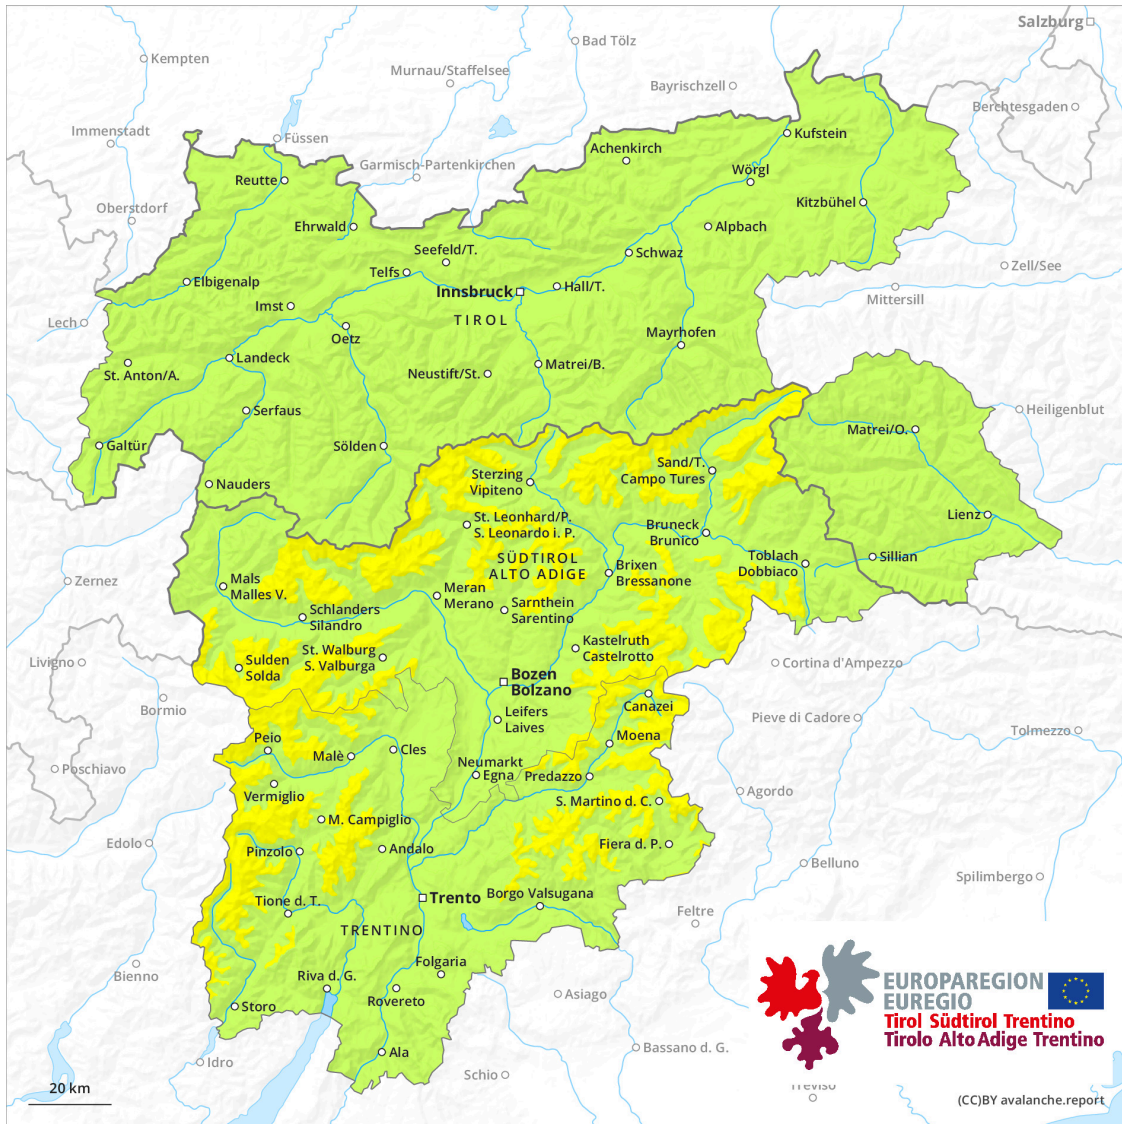 Salzburg
Bad Tölz
Kempten
Murnau/Staffelsee
Bayrischzell
Berchtesgaden
Immenstadt
Füssen
Kufstein
Achenkirch
Garmisch-Partenkirchen
Wörgl
Reutte
Kitzbühel
Oberstdorf
Ehrwald
Alpbach
Seefeld/T.
Schwaz
Zell/See
Telfs
Elbigenalp
Innsbruck
Hall/T.
Mittersill
Imst
TIROL
Lech
Oetz
Mayrhofen
Landeck
Matrei/B.
St. Anton/A.
Neustift/St.
Serfaus
Heiligenblut
Matrei/O.
Galtür
Sölden
Sand/T.
Campo Tures
Sterzing
Vipiteno
Nauders
St. Leonhard/P.
S. Leonardo i. P.
Lienz
Bruneck
Brunico
SÜDTIROL
ALTO ADIGE
Toblach
Dobbiaco
Sillian
Brixen
Bressanone
Zernez
Mals
Malles V.
Meran
Merano
Sarnthein
Sarentino
Schlanders
Silandro
Kastelruth
Castelrotto
St. Walburg
S. Valburga
Livigno
Sulden
Solda
Cortina d'Ampezzo
Bozen
Bolzano
Bormio
Canazei
Leifers
Laives
Pieve di Cadore
Tolmezzo
Peio
Moena
Malè
Cles
Poschiavo
Neumarkt
Egna
Predazzo
Vermiglio
Agordo
S. Martino d. C.
M. Campiglio
Edolo
Pinzolo
Andalo
Fiera d. P.
Belluno
Spilimbergo
Trento
Borgo Valsugana
Tione d. T.
Feltre
TRENTINO
Bienno
Folgaria
Riva d. G.
Rovereto
Asiago
Storo
EUROPAREGION
EUREGIO
Tirol Südtirol Trentino
Tirolo Alto Adige Trentino
Ala
Idro
Bassano d. G.
Schio
Treviso
20 km
(CC)BY avalanche.report